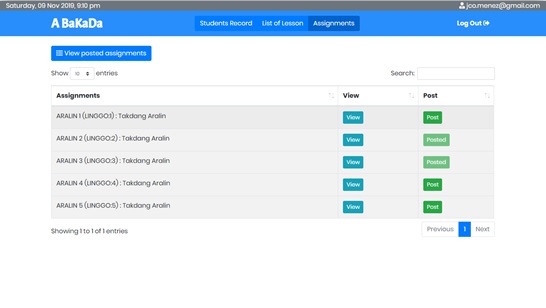 Saturday, 09 Nov 2019, 9:10 pm
joa.menez@gmail.com
A BaKaDa
Students Record
List of Lesson
Assignments
Log Out
View posted assignments
Show 10 entries
Search:
Assignments View Post
ARALIN 1 (LINGGO:1) : Takdang Aralin View Post
ARALIN 2 (LINGGO:2) : Takdang Aralin View Posted
ARALIN 3 (LINGGO:3) : Takdang Aralin View Posted
ARALIN 4 (LINGGO:4) : Takdang Aralin View Post
ARALIN 5 (LINGGO:5) : Takdang Aralin View Post
Showing 1 to 1 of 1 entries
Previous 1 Next